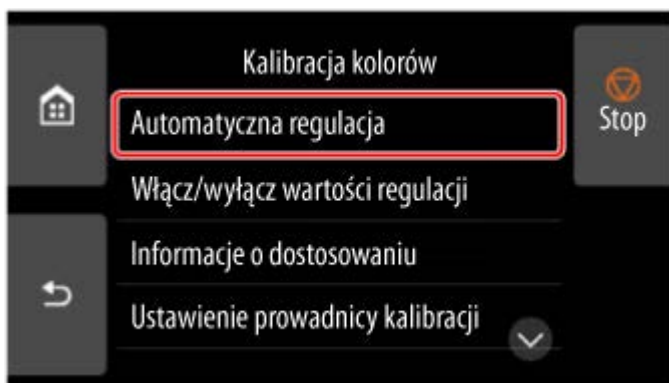 Kalibracja kolorów
Automatyczna regulacja
Stop
Włącz/wyłącz wartości regulacji
Informacje o dostosowaniu
Ustawienie prowadnicy kalibracji